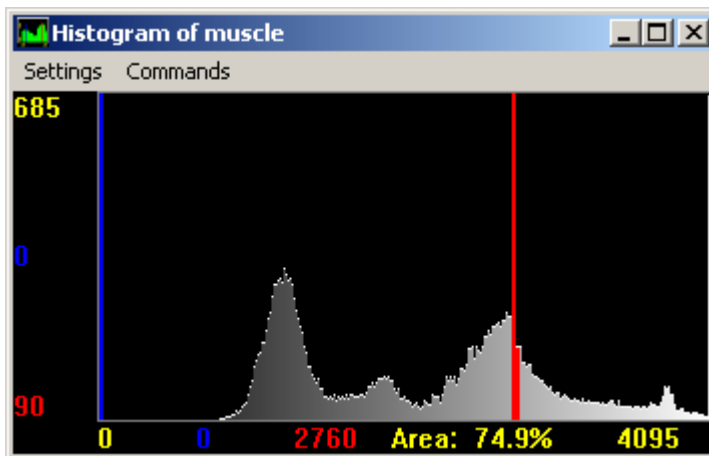 Histogram of muscle
Settings Commands
685
0
90
0 0 2760 Area: 74.9% 4095